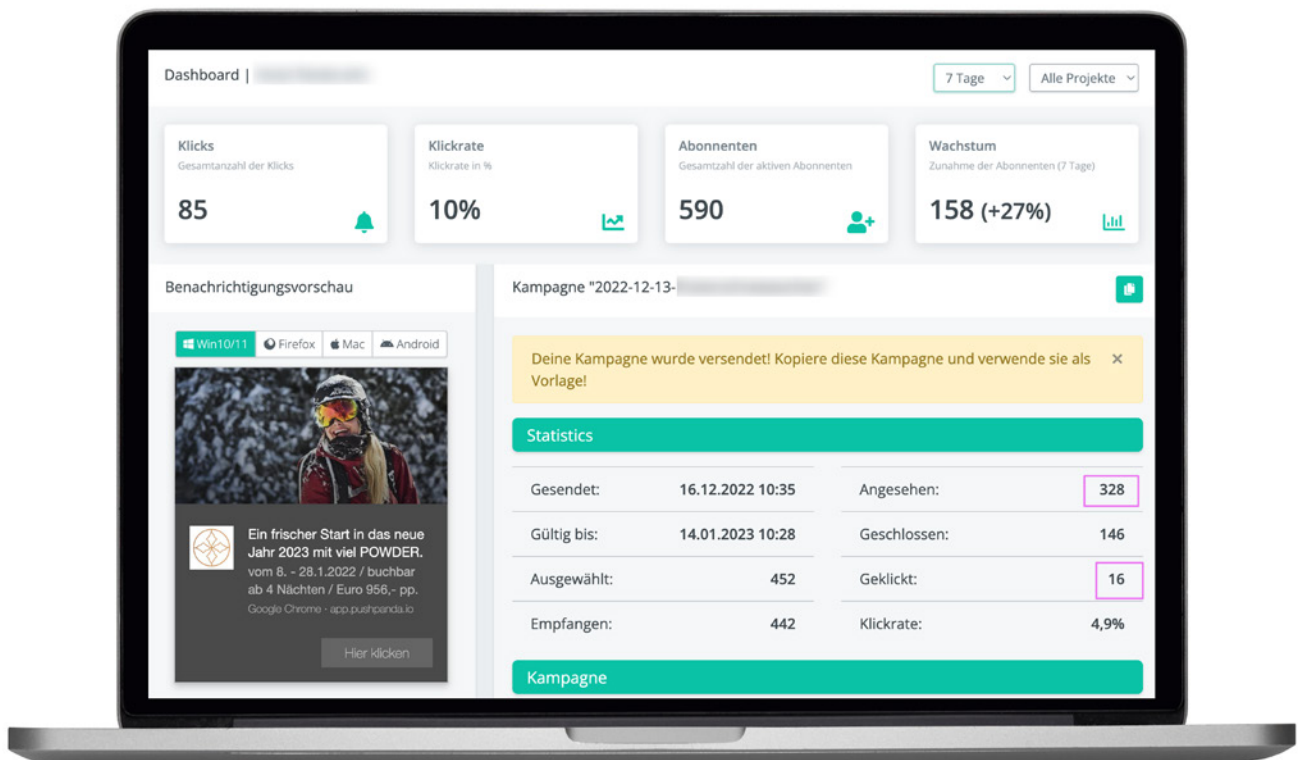 Dashboard |
7 Tage
Alle Projekte
Klicks
Gesamtanzahl der Klicks
85
Klickrate
Klickrate in %
10%
Abonnenten
Gesamtzahl der aktiven Abonnenten
590
Wachstum
Zunahme der Abonnenten (7 Tage)
158 (+27%)
Benachrichtigungsvorschau
Win10/11 Firefox Mac Android
Ein frischer Start in das neue
Jahr 2023 mit viel POWDER.
vom 8. - 28.1.2022 / buchbar
ab 4 Nächten / Euro 956,- pp.
Google Chrome · app.pushpanda.io
Hier klicken
Kampagne "2022-12-13-
Deine Kampagne wurde versendet! Kopiere diese Kampagne und verwende sie als
Vorlage!
Statistics
Gesendet: 16.12.2022 10:35 Angesehen: 328
Gültig bis: 14.01.2023 10:28 Geschlossen: 146
Ausgewählt: 452 Geklickt: 16
Empfangen: 442 Klickrate: 4,9%
Kampagne